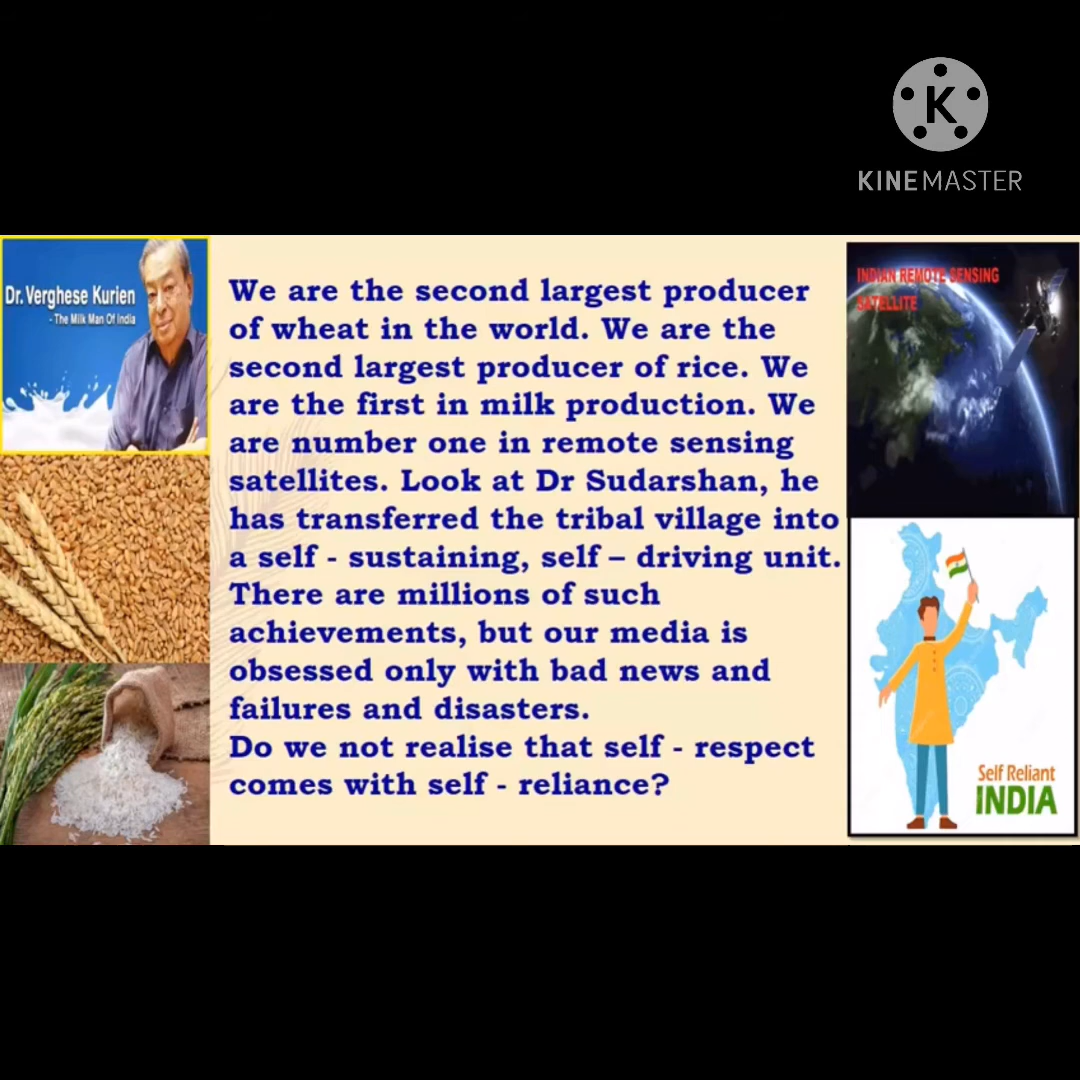 KINEMASTER
Dr. Verghese Kurien
- The Milk Man Of India
We are the second largest producer
of wheat in the world. We are the
second largest producer of rice. We
are the first in milk production. We
are number one in remote sensing
satellites. Look at Dr Sudarshan, he
has transferred the tribal village into
a self - sustaining, self – driving unit.
There are millions of such
achievements, but our media is
obsessed only with bad news and
failures and disasters.
Do we not realise that self - respect
comes with self - reliance?
INDIAN REMOTE SENSING
SATELLITE
Self Reliant
INDIA